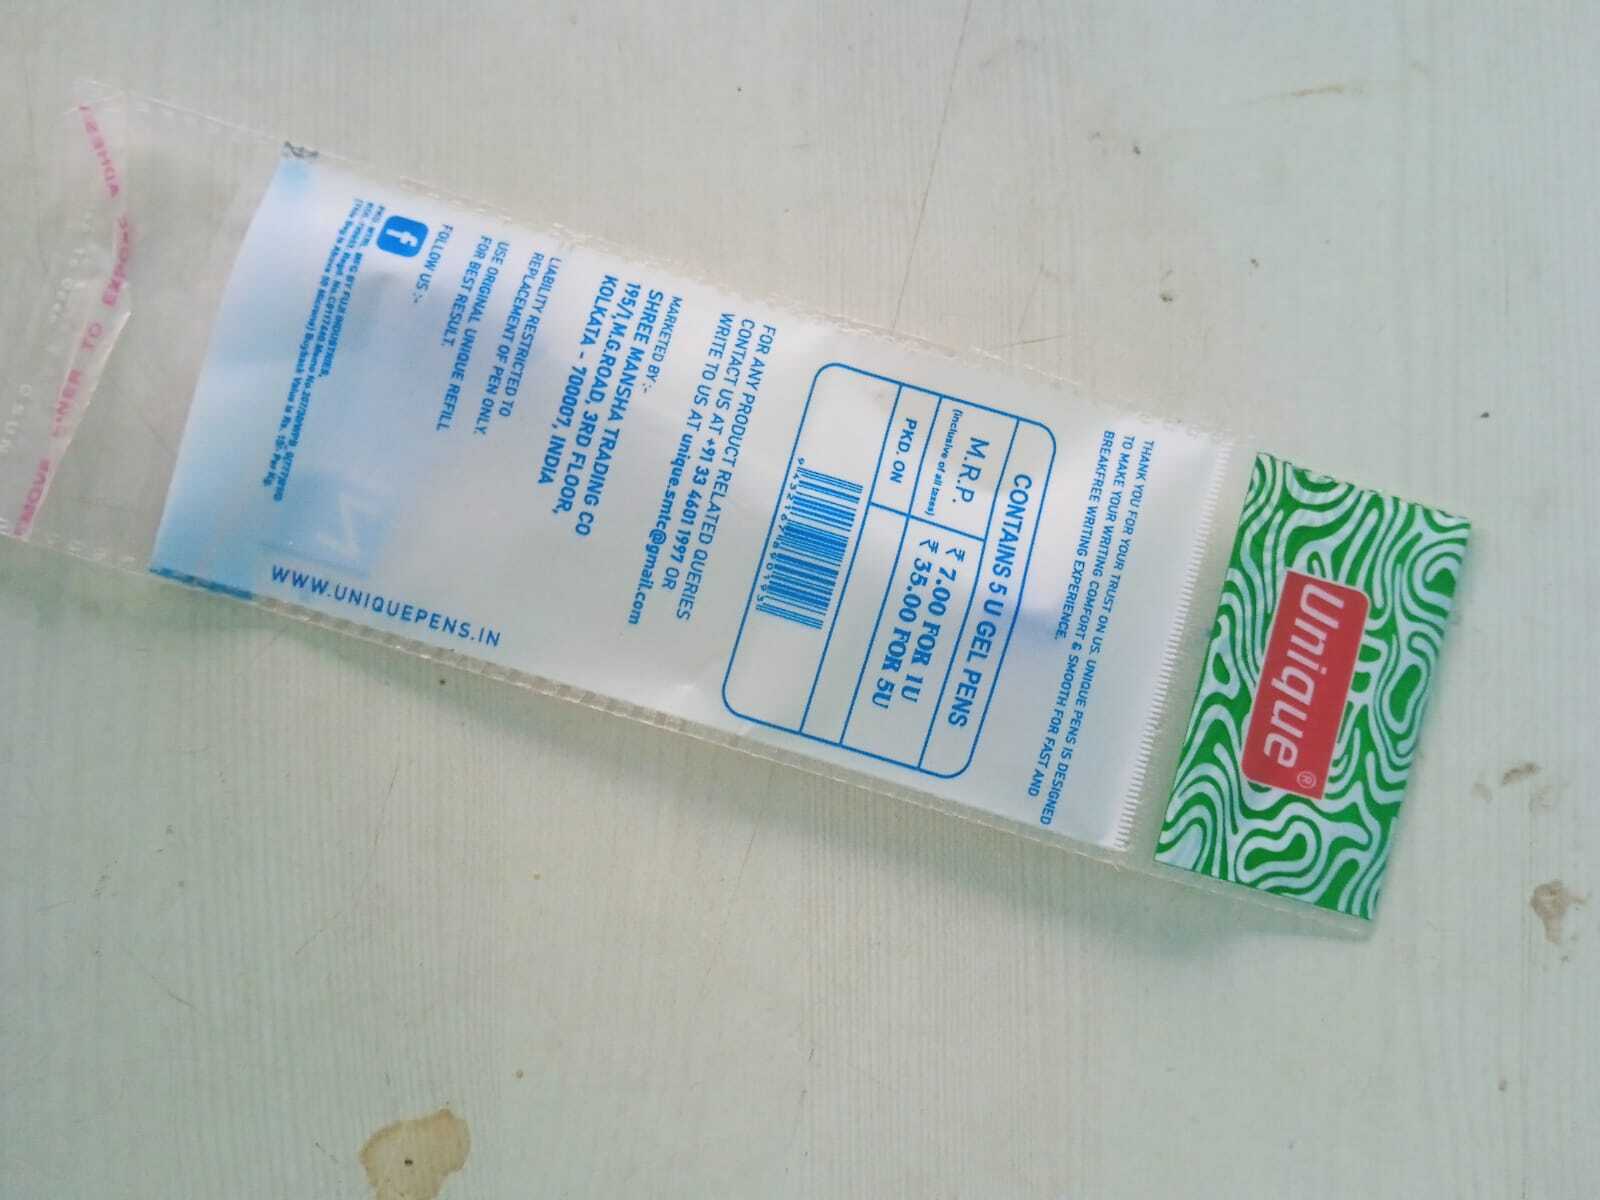 Unique®
THANK YOU FOR YOUR TRUST ON US. UNIQUE PENS IS DESIGNED
TO MAKE YOUR WRITING COMFORT & SMOOTH FOR FAST AND
BREAKFREE WRITING EXPERIENCE.
CONTAINS 5 U GEL PENS
M.R.P. ₹ 7.00 FOR 1U
(Inclusive of all taxes) ₹ 35.00 FOR 5U
PKD. ON
FOR ANY PRODUCT RELATED QUERIES
CONTACT US AT +91 33 4601 1997 OR
WRITE TO US AT unique.smtc@gmail.com
MARKETED BY :-
SHREE MANSHA TRADING CO
195/1,M.G.ROAD, 3RD FLOOR,
KOLKATA - 700007, INDIA
LIABILITY RESTRICTED TO
REPLACEMENT OF PEN ONLY.
USE ORIGINAL UNIQUE REFILL
FOR BEST RESULT.
FOLLOW US :-
f
WWW.UNIQUEPENS.IN